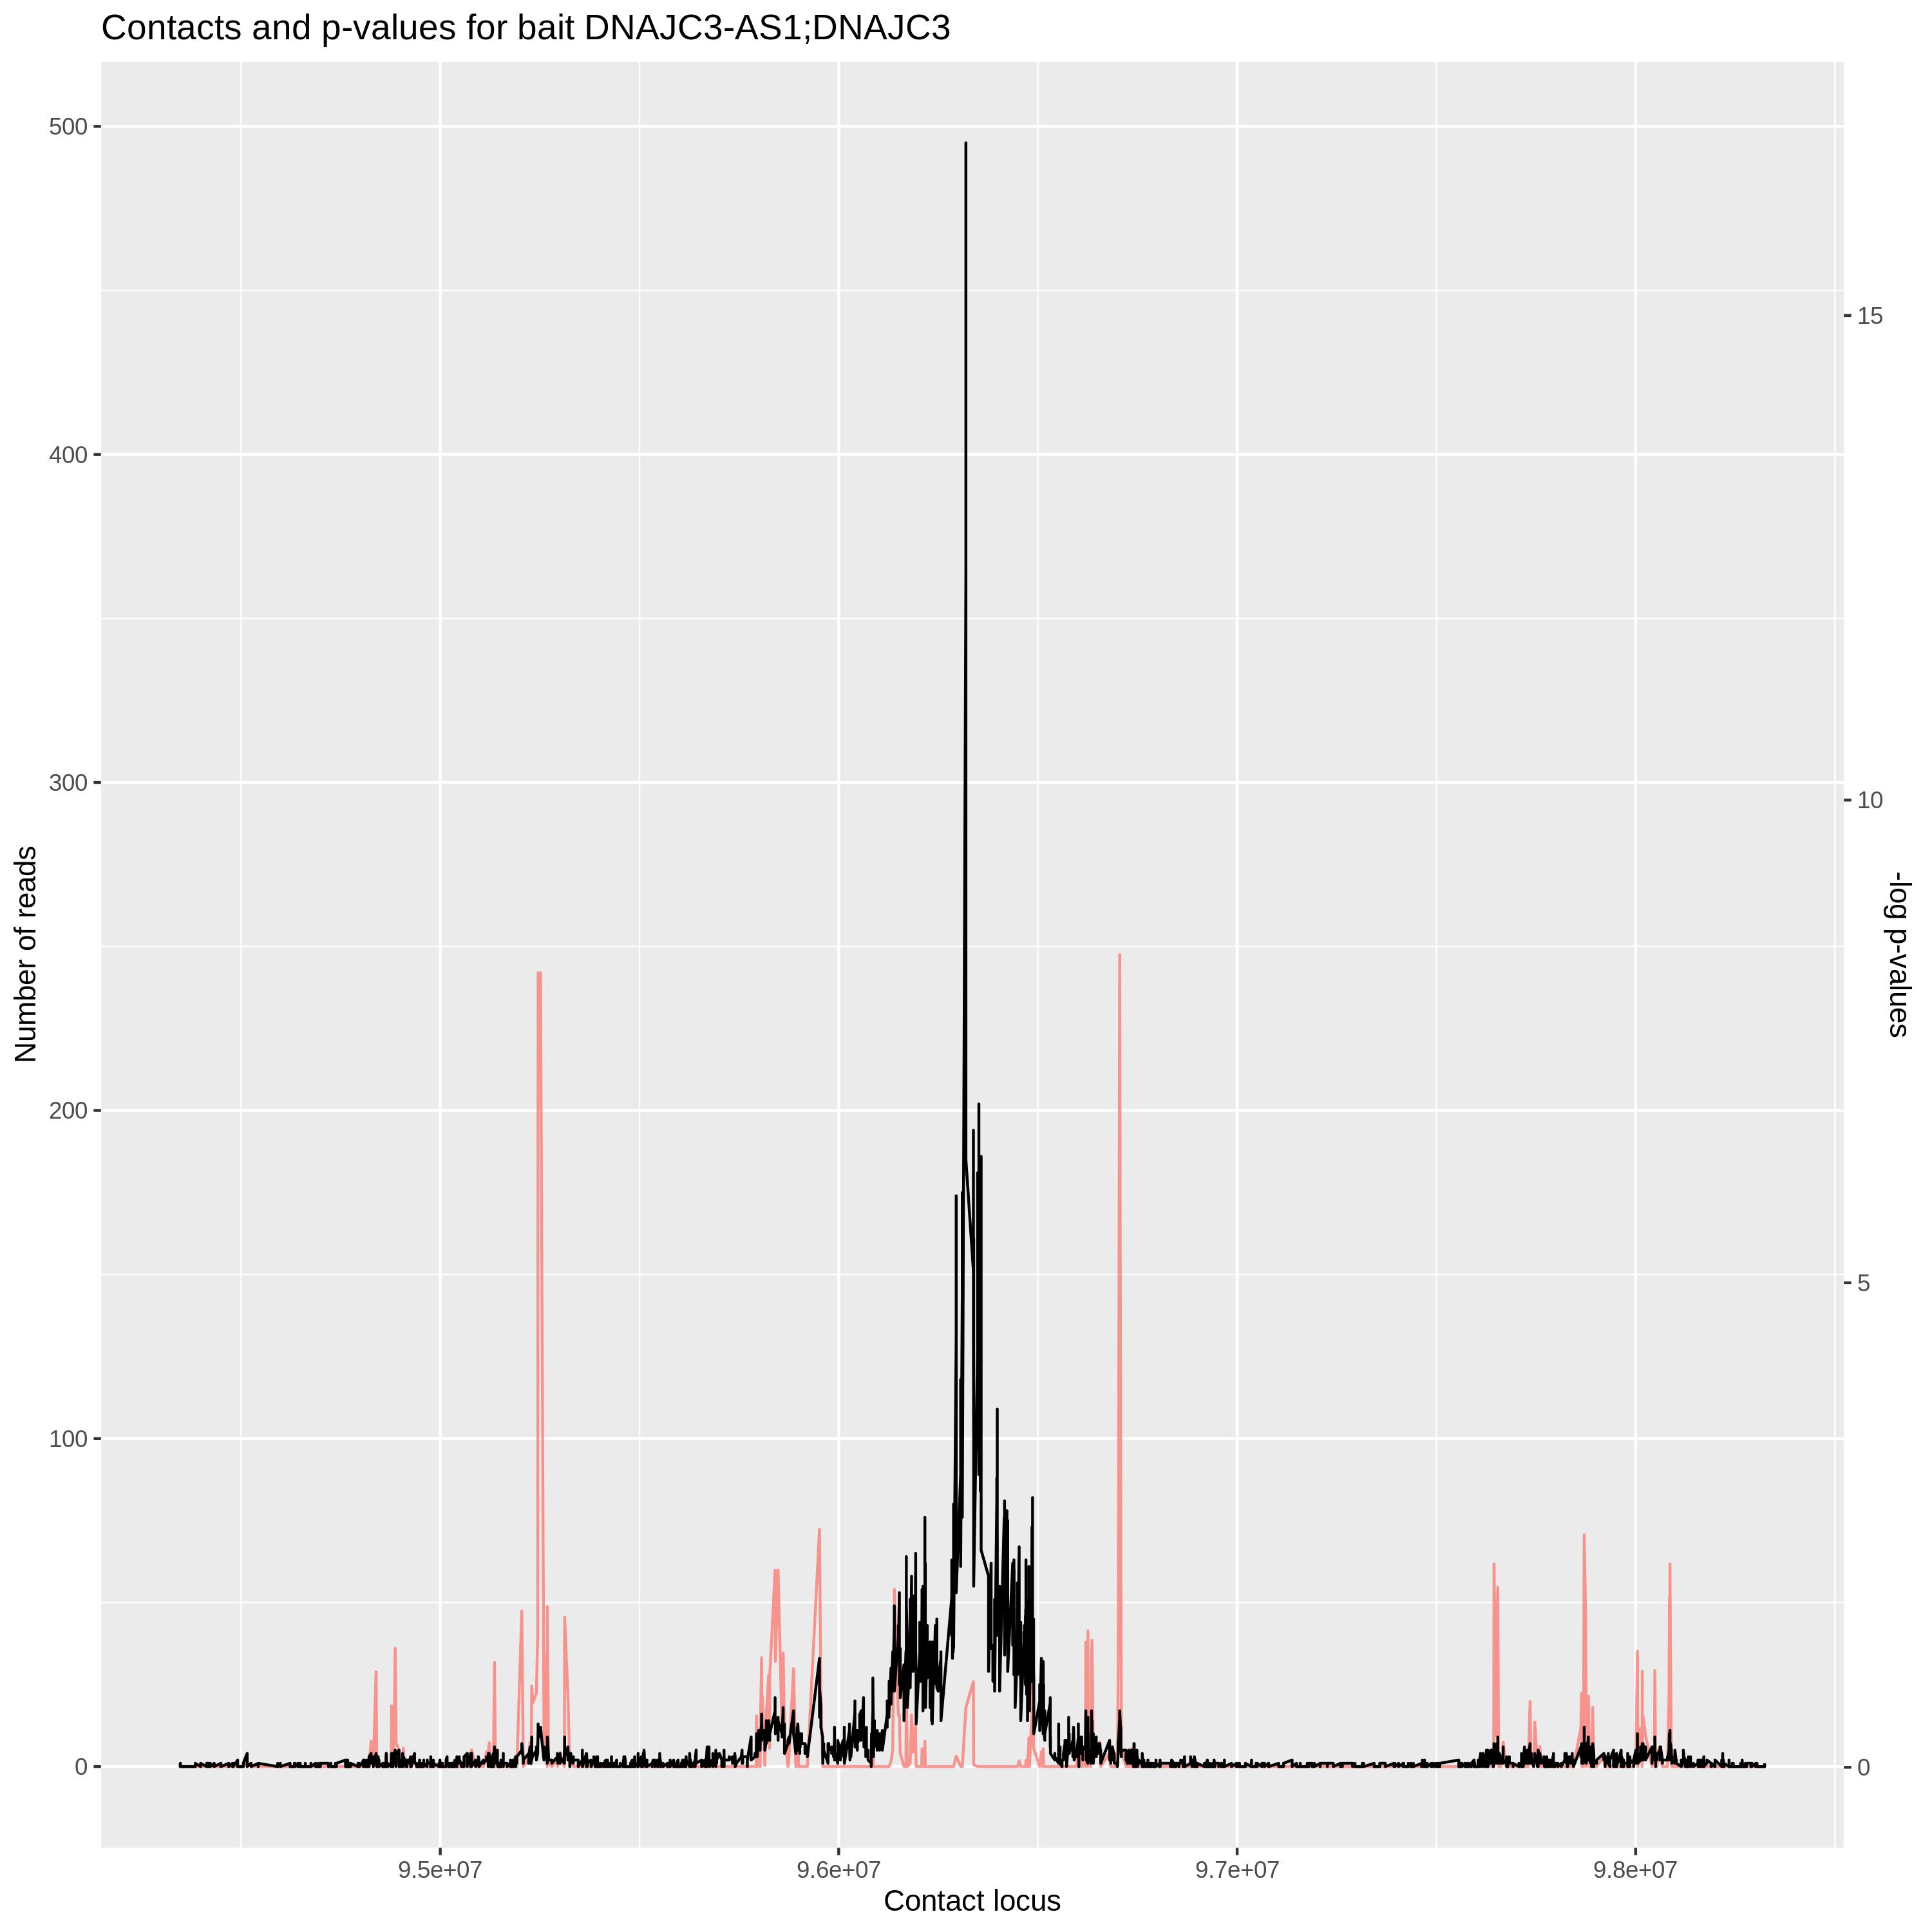 Contacts and p-values for bait DNAJC3-AS1;DNAJC3
500
400
300
200
100
0
Number of reads
15
10
5
0
-log p-values
9.5e+07 9.6e+07 9.7e+07 9.8e+07
Contact locus